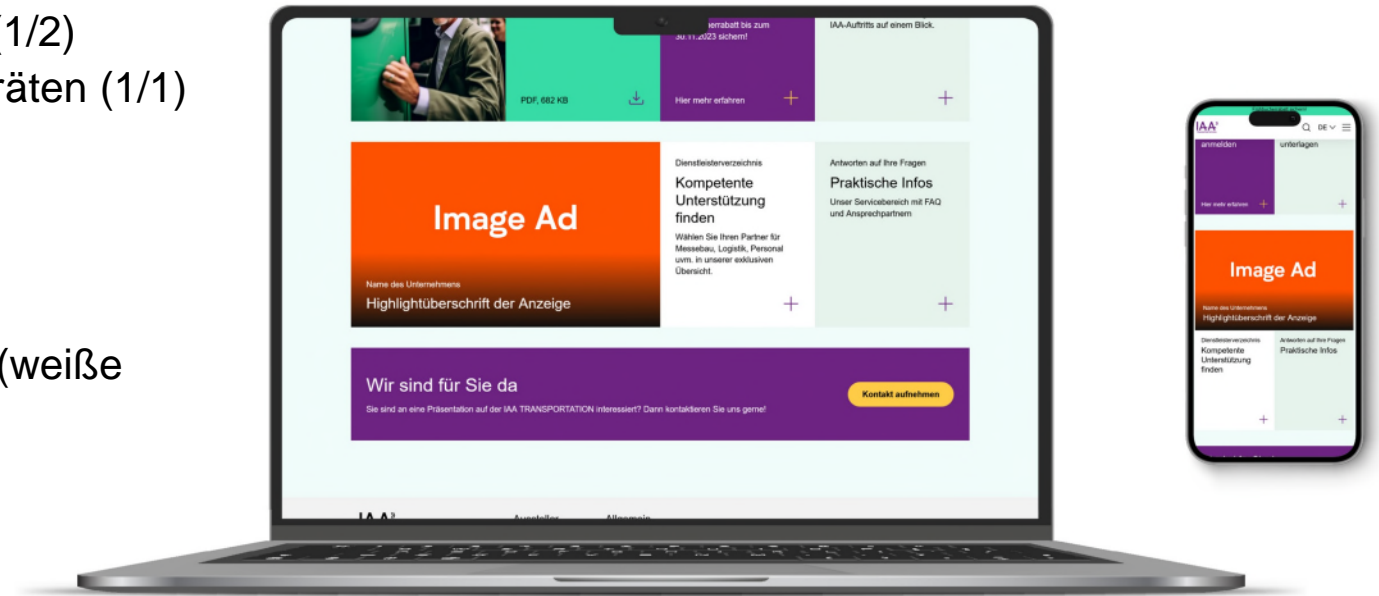 (1/2)
räten (1/1)
(weiße
errabatt bis zum
30.11.2023 sichern!
IAA-Auftritts auf einem Blick.
PDF, 682 KB
Hier mehr erfahren
Image Ad
Name des Unternehmens
Highlightüberschrift der Anzeige
Dienstleisterverzeichnis
Kompetente
Unterstützung
finden
Wählen Sie Ihren Partner für
Messebau, Logistik, Personal
uvm. in unserer exklusiven
Übersicht.
Antworten auf Ihre Fragen
Praktische Infos
Unser Servicebereich mit FAQ
und Ansprechpartnern
Wir sind für Sie da
Sie sind an eine Präsentation auf der IAA TRANSPORTATION interessiert? Dann kontaktieren Sie uns gerne!
Kontakt aufnehmen
IAA
Aussteller
Allgemein
IAA
DE
anmelden
unterlagen
Hier mehr erfahren
Image Ad
Name des Unternehmens
Highlightüberschrift der Anzeige
Dienstleisterverzeichnis
Kompetente
Unterstützung
finden
Antworten auf Ihre Fragen
Praktische Infos